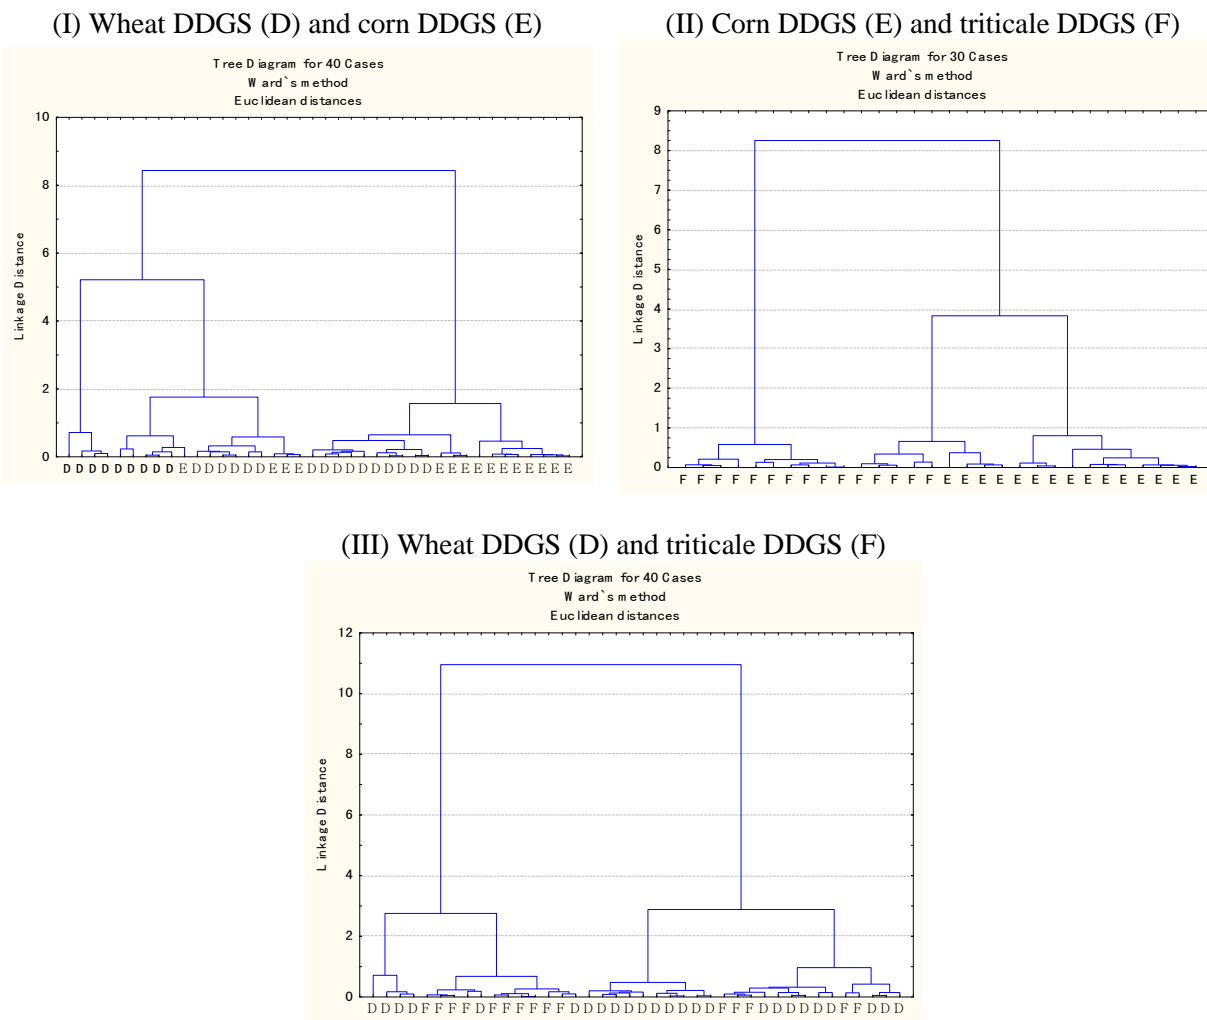 (I) Wheat DDGS (D) and corn DDGS (E)
Tree Diagram for 40 Cases
Ward`s method
Euclidean distances
Linkage Distance
10
8
6
4
2
0
D D D D D D D D D E D D D D D D E E E D D D D D D D D D D E E E E E E E E E E E
(II) Corn DDGS (E) and triticale DDGS (F)
Tree Diagram for 30 Cases
Ward`s method
Euclidean distances
Linkage Distance
9
8
7
6
5
4
3
2
1
0
F F F F F F F F F F F F F F F E E E E E E E E E E E E E E E
(III) Wheat DDGS (D) and triticale DDGS (F)
Tree Diagram for 40 Cases
Ward`s method
Euclidean distances
Linkage Distance
12
10
8
6
4
2
0
D D D D F F F F D F F F F F F D D D D D D D D D D D F F F D D D D D D F F D D D